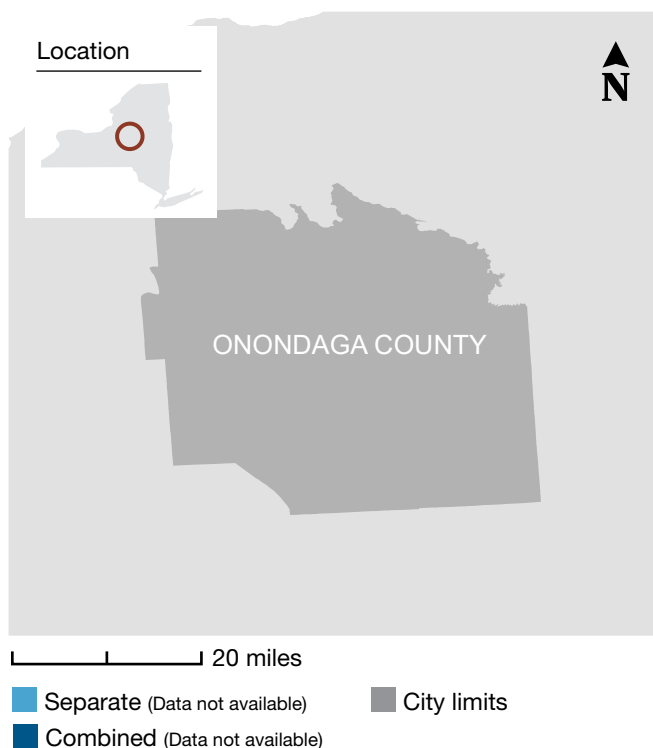 Location
N
ONONDAGA COUNTY
20 miles
Separate (Data not available)
City limits
Combined (Data not available)